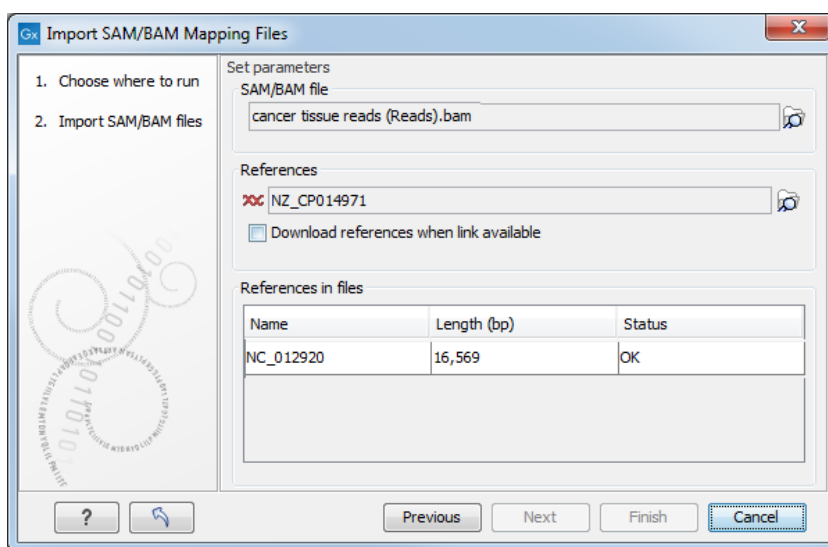 Gx Import SAM/BAM Mapping Files
1. Choose where to run
2. Import SAM/BAM files
Set parameters
SAM/BAM file
cancer tissue reads (Reads).bam
References
NZ_CP014971
Download references when link available
References in files
Name Length (bp) Status
NC_012920 16,569 OK
? Previous Next Finish Cancel